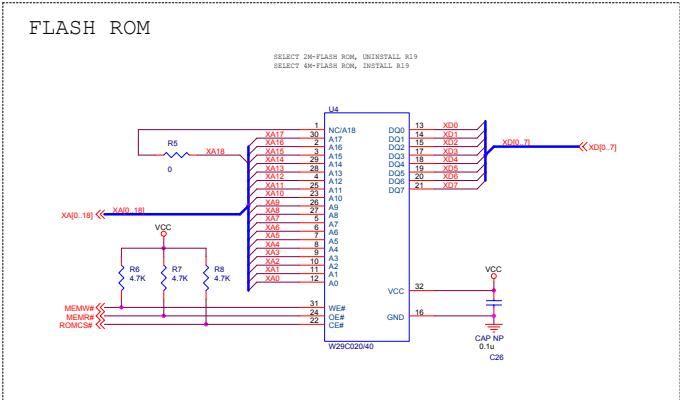 FLASH ROM
SELECT 2M-FLASH ROM, UNINSTALL R19
SELECT 4M-FLASH ROM, INSTALL R19
U4
1 NC/A18 DQ0 13 XD0
XA17 30 A17 DQ1 14 XD1
XA16 2 A16 DQ2 15 XD2
XA15 3 A15 DQ3 17 XD3
XA14 29 A14 DQ4 18 XD4
XA13 28 A13 DQ5 19 XD5
XA12 4 A12 DQ6 20 XD6
XA11 25 A11 DQ7 21 XD7
XA10 23 A10
XA9 26 A9
XA8 27 A8
XA7 5 A7
XA6 6 A6
XA5 7 A5
XA4 8 A4
XA3 9 A3
XA2 10 A2
XA1 11 A1
XA0 12 A0
R5
XA18
0
XD[0..7] XD[0..7]
XA[0..18] XA[0..18]
VCC
R6 R7 R8
4.7K 4.7K 4.7K
MEMW# 31 WE#
MEMR# 24 OE#
ROMCS# 22 CE#
VCC 32
GND 16
VCC
CAP NP
0.1u
C26
W29C020/40